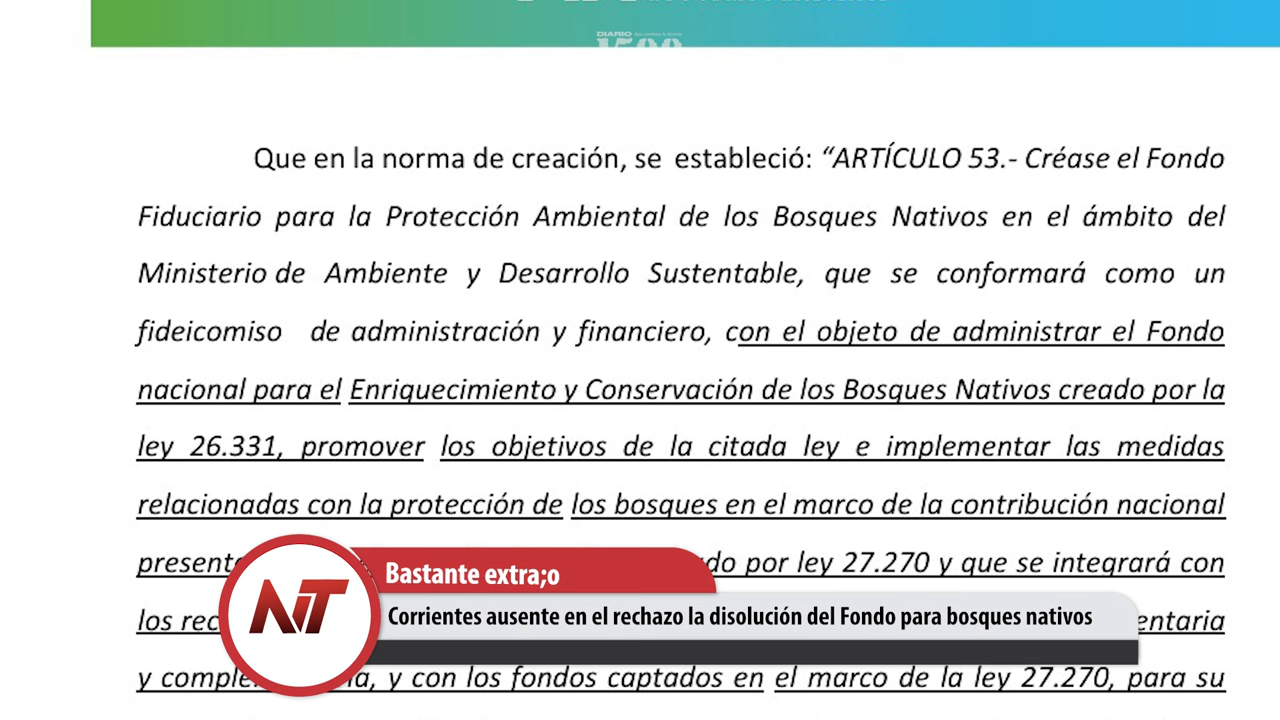 DIARIO
1588
Que en la norma de creación, se estableció: “ARTÍCULO 53.- Créase el Fondo
Fiduciario para la Protección Ambiental de los Bosques Nativos en el ámbito del
Ministerio de Ambiente y Desarrollo Sustentable, que se conformará como un
fideicomiso de administración y financiero, con el objeto de administrar el Fondo
nacional para el Enriquecimiento y Conservación de los Bosques Nativos creado por la
ley 26.331, promover los objetivos de la citada ley e implementar las medidas
relacionadas con la protección de los bosques en el marco de la contribución nacional
por ley 27.270 y que se integrará con
los
y con los fondos captados en el marco de la ley 27.270, para su
NT
Bastante extra;o
Corrientes ausente en el rechazo la disolución del Fondo para bosques nativos